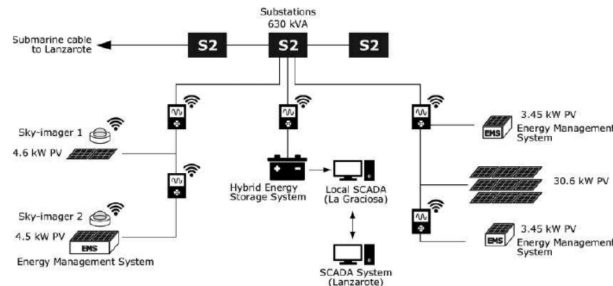 Substations
630 kVA
Submarine cable
to Lanzarote
S2
S2
S2
Sky-imager 1
4.6 kW PV
Sky-imager 2
4.5 kW PV
EMS
Energy Management System
Hybrid Energy
Storage System
Local SCADA
(La Graciosa)
SCADA System
(Lanzarote)
3.45 kW PV
EMS
Energy Management
System
30.6 kW PV
3.45 kW PV
EMS
Energy Management
System